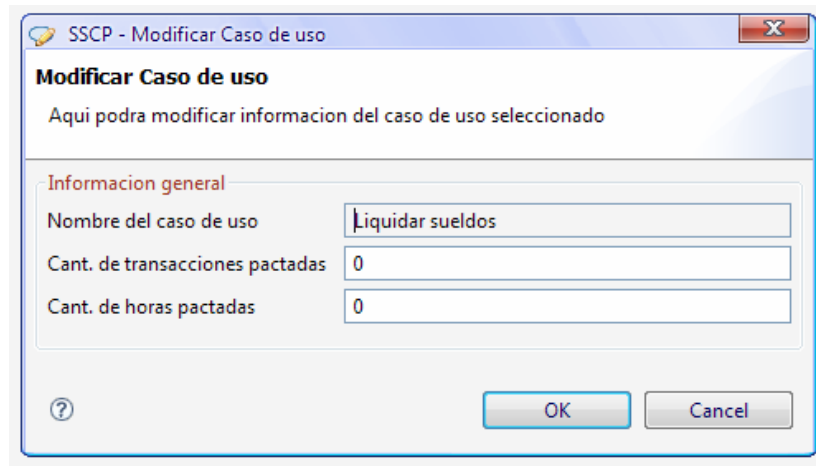 SSCP - Modificar Caso de uso
Modificar Caso de uso
Aqui podra modificar informacion del caso de uso seleccionado
Informacion general
Nombre del caso de uso Liquidar sueldos
Cant. de transacciones pactadas 0
Cant. de horas pactadas 0
? OK Cancel